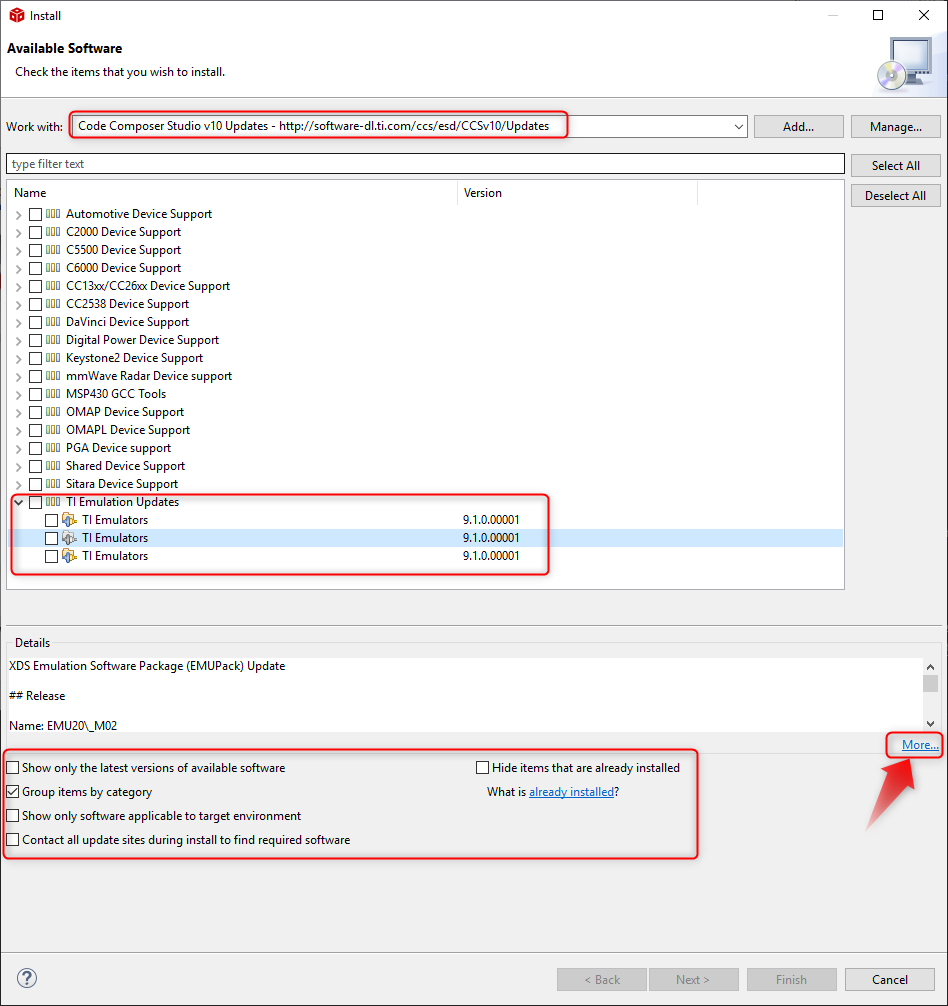 Install
Available Software
Check the items that you wish to install.
Work with: Code Composer Studio v10 Updates - http://software-dl.ti.com/ccs/esd/CCSv10/Updates Add... Manage...
type filter text Select All
Deselect All
Name Version
Automotive Device Support
C2000 Device Support
C5500 Device Support
C6000 Device Support
CC13xx/CC26xx Device Support
CC2538 Device Support
DaVinci Device Support
Digital Power Device Support
Keystone2 Device Support
mmWave Radar Device support
MSP430 GCC Tools
OMAP Device Support
OMAPL Device Support
PGA Device support
Shared Device Support
Sitara Device Support
TI Emulation Updates
TI Emulators 9.1.0.00001
TI Emulators 9.1.0.00001
TI Emulators 9.1.0.00001
Details
XDS Emulation Software Package (EMUPack) Update
## Release
Name: EMU20\_M02
More...
Show only the latest versions of available software Hide items that are already installed
Group items by category What is already installed?
Show only software applicable to target environment
Contact all update sites during install to find required software
? < Back Next > Finish Cancel